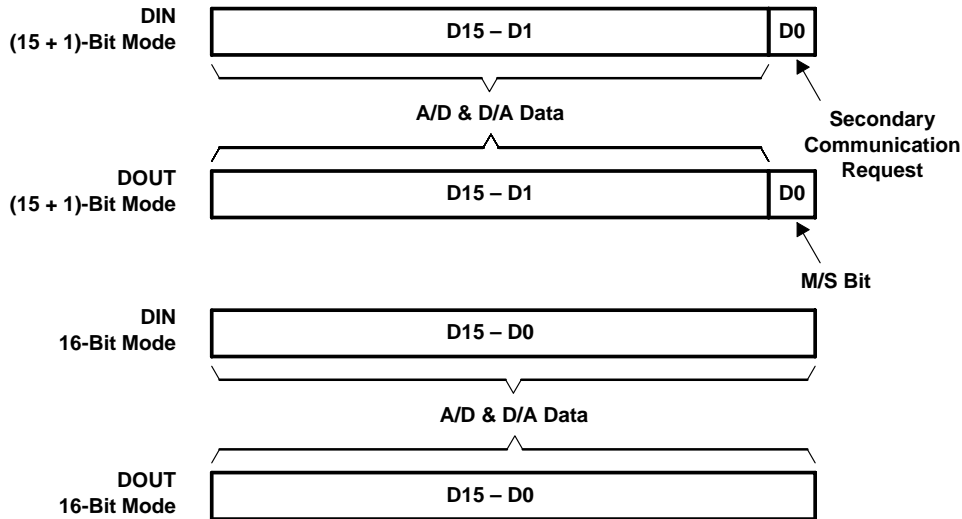 DIN
(15 + 1)-Bit Mode
D15 – D1
D0
A/D & D/A Data
Secondary
Communication
Request
DOUT
(15 + 1)-Bit Mode
D15 – D1
D0
M/S Bit
DIN
16-Bit Mode
D15 – D0
A/D & D/A Data
DOUT
16-Bit Mode
D15 – D0